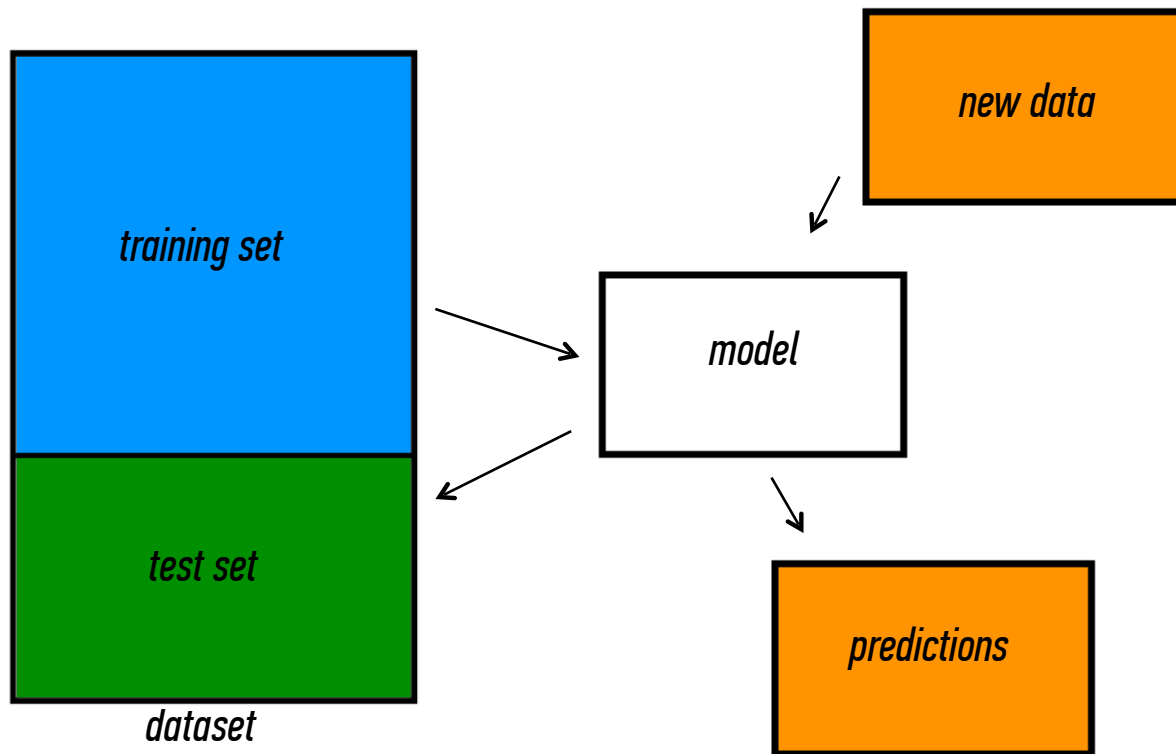 new data
training set
model
test set
predictions
dataset